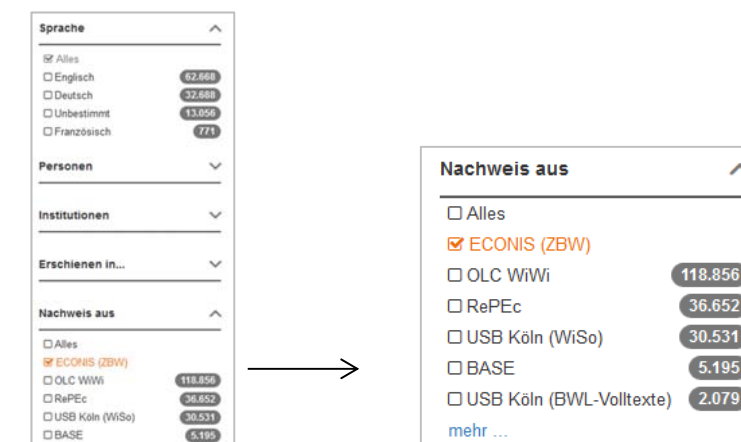 Sprache
Alles
Englisch 62.668
Deutsch 32.688
Unbestimmt 13.056
Französisch 771
Personen
Institutionen
Erschienen in...
Nachweis aus
Alles
ECONIS (ZBW)
OLC WiWi 118.856
RePEc 36.652
USB Köln (WiSo) 30.531
BASE 5.195
Nachweis aus
Alles
ECONIS (ZBW)
OLC WiWi 118.856
RePEc 36.652
USB Köln (WiSo) 30.531
BASE 5.195
USB Köln (BWL-Volltexte) 2.079
mehr ...